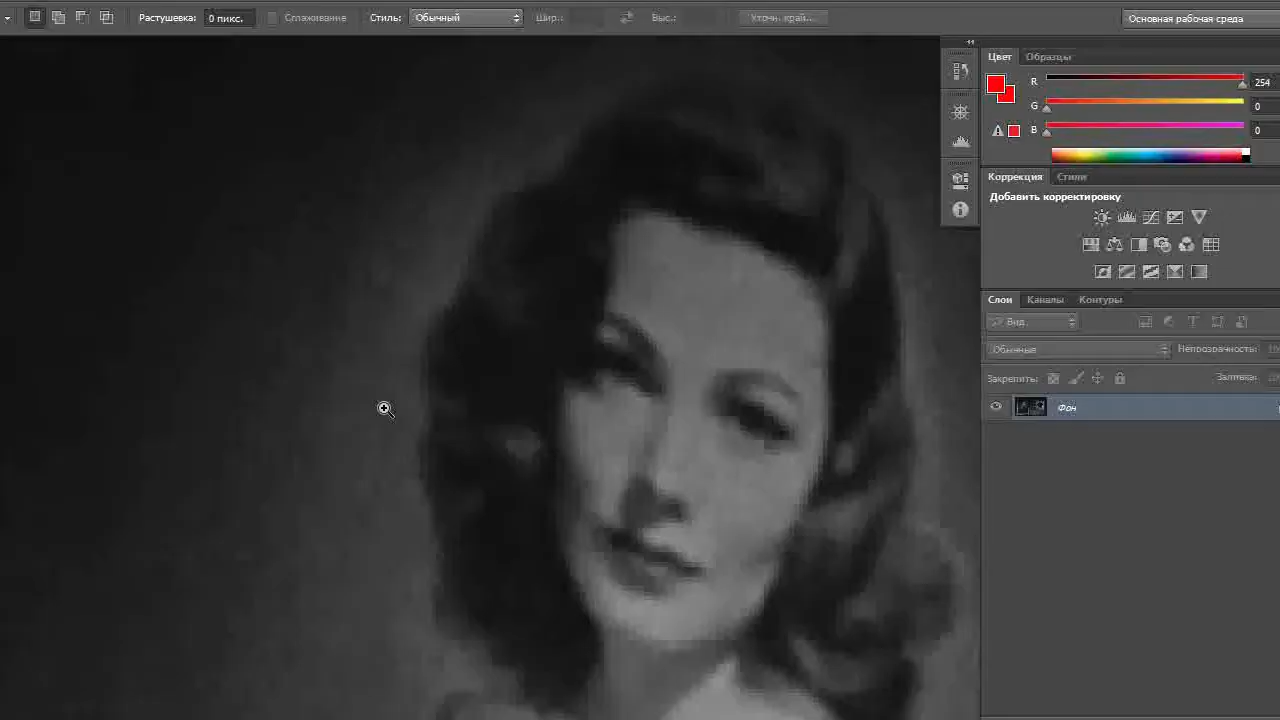 Растушевка: 0 пикс. Сглаживание Стиль: Обычный Шир.: Выс.: Уточн. край... Основная рабочая среда
Цвет Образцы
R 254
G 0
B 0
Коррекция Стили
Добавить корректировку
Слои Каналы Контуры
Вид
Обычные Непрозрачность:
Закрепить: Заливка:
Фон